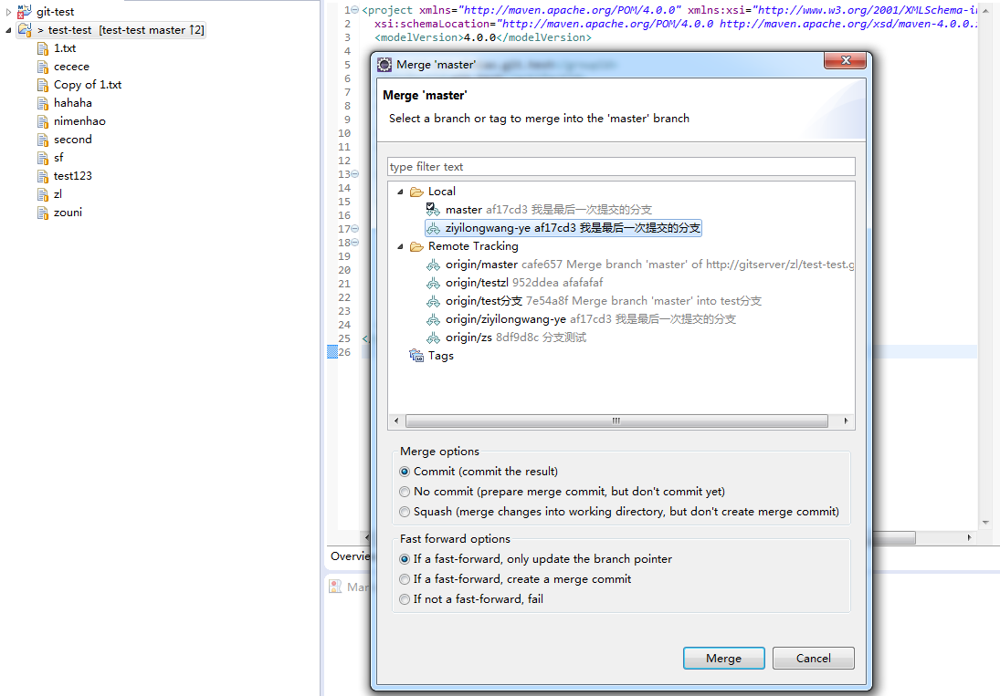 git-test
> test-test [test-test master ↑2]
1.txt
cecece
Copy of 1.txt
hahaha
nimenhao
second
sf
test123
zl
zouni
1 <project xmlns="http://maven.apache.org/POM/4.0.0" xmlns:xsi="http://www.w3.org/2001/XMLSchema-i
2 xsi:schemaLocation="http://maven.apache.org/POM/4.0.0 http://maven.apache.org/xsd/maven-4.0.0.
3 <modelVersion>4.0.0</modelVersion>
4
5
6
7
8
9
10
11
12
13
14
15
16
17
18
19
20
21
22
23
24
25 <
26
Merge 'master'
Merge 'master'
Select a branch or tag to merge into the 'master' branch
type filter text
Local
master af17cd3 我是最后一次提交的分支
ziyilongwang-ye af17cd3 我是最后一次提交的分支
Remote Tracking
origin/master cafe657 Merge branch 'master' of http://gitserver/zl/test-test.g
origin/testzl 952ddea afafafaf
origin/test分支 7e54a8f Merge branch 'master' into test分支
origin/ziyilongwang-ye af17cd3 我是最后一次提交的分支
origin/zs 8df9d8c 分支测试
Tags
Merge options
Commit (commit the result)
No commit (prepare merge commit, but don't commit yet)
Squash (merge changes into working directory, but don't create merge commit)
Fast forward options
If a fast-forward, only update the branch pointer
If a fast-forward, create a merge commit
If not a fast-forward, fail
Merge
Cancel
Overvie
Mar